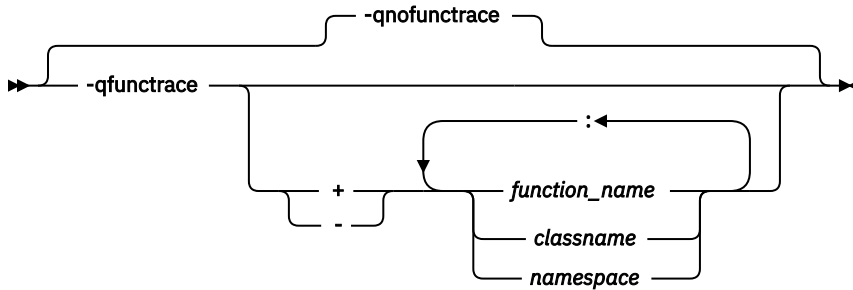 -qnofunctrace
-qfunctrace
:
+
function_name
-
classname
namespace